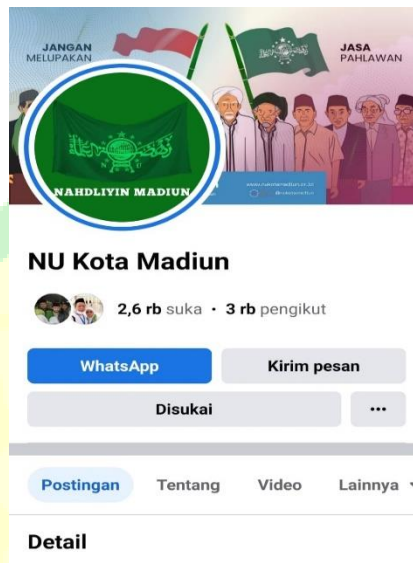 JANGAN
MELUPAKAN
JASA
PAHLAWAN
NAHDLIYIN MADIUN
NU Kota Madiun
2,6 rb suka • 3 rb pengikut
WhatsApp
Kirim pesan
Disukai
•••
Postingan
Tentang
Video
Lainnya
Detail